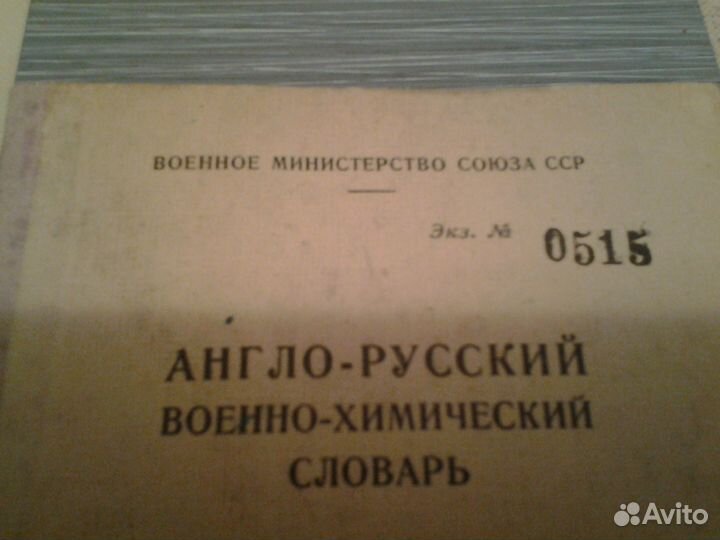 ВОЕННОЕ МИНИСТЕРСТВО СОЮЗА ССР
Экз. № 0515
АНГЛО-РУССКИЙ
ВОЕННО-ХИМИЧЕСКИЙ
СЛОВАРЬ
Avito